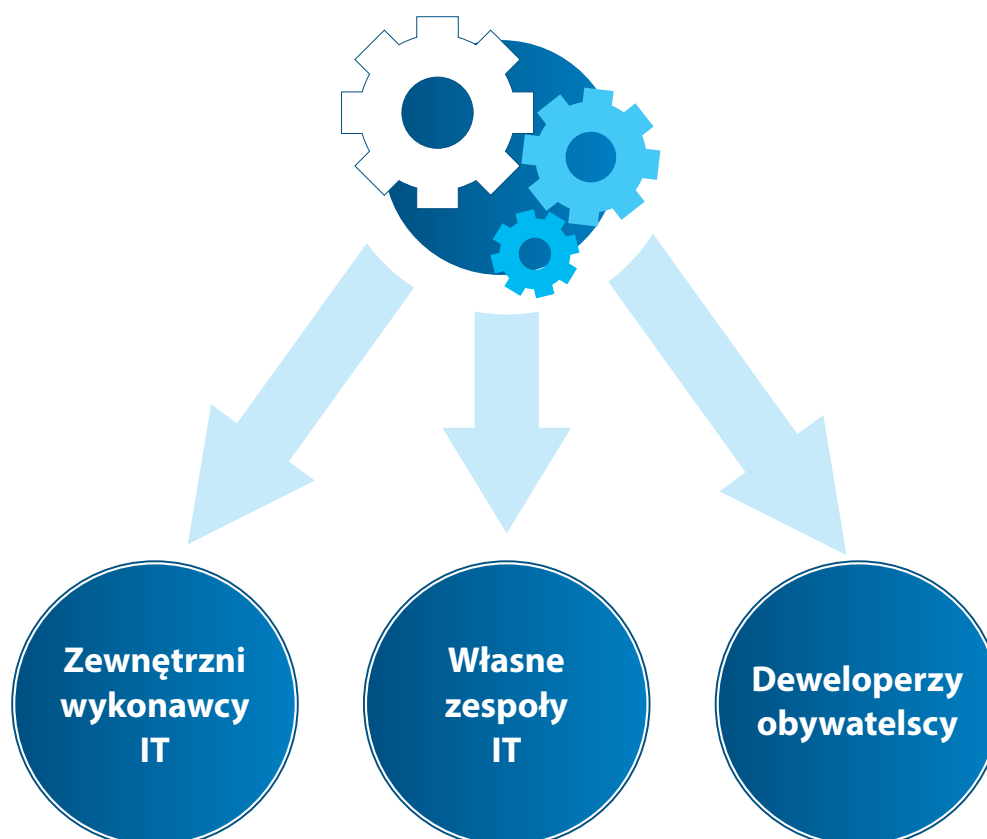 Zewnętrzni
wykonawcy
IT
Własne
zespoły
IT
Deweloperzy
obywatelscy